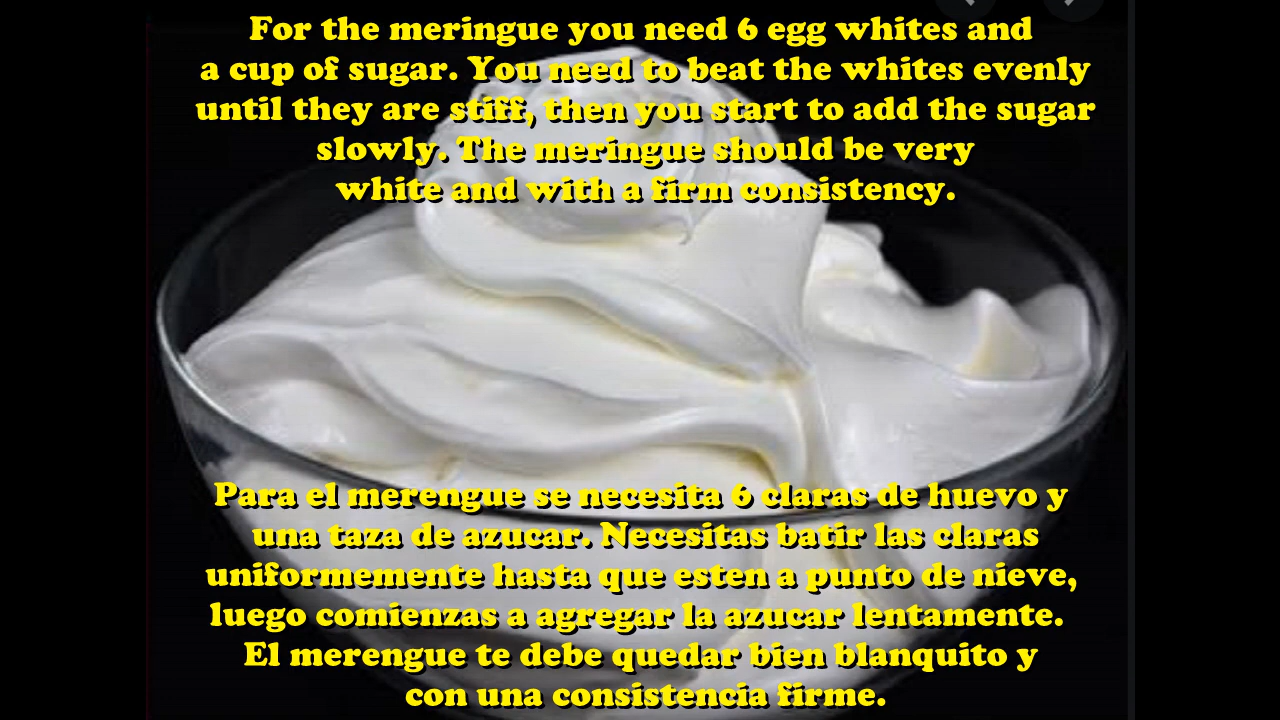 For the meringue you need 6 egg whites and
a cup of sugar. You need to beat the whites evenly
until they are stiff, then you start to add the sugar
slowly. The meringue should be very
white and with a firm consistency.
Para el merengue se necesita 6 claras de huevo y
una taza de azucar. Necesitas batir las claras
uniformemente hasta que esten a punto de nieve,
luego comienzas a agregar la azucar lentamente.
El merengue te debe quedar bien blanquito y
con una consistencia firme.